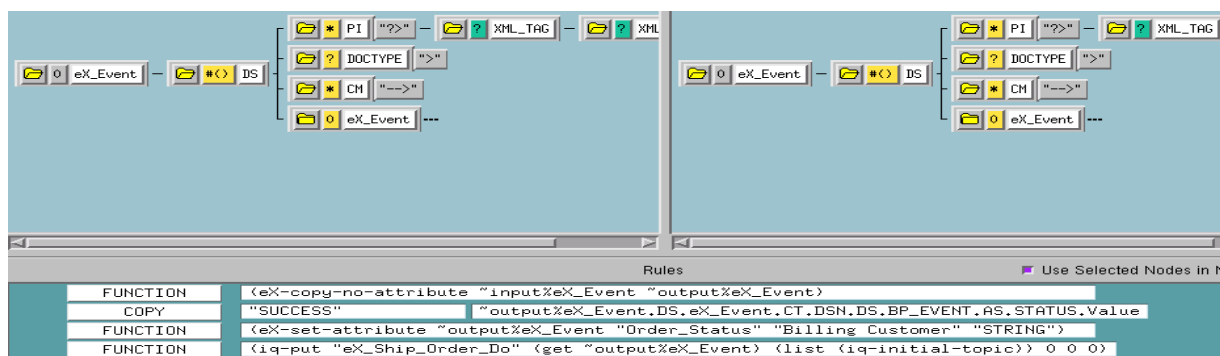 * PI "?>" ? XML_TAG ? XML
? DOCTYPE ">"
0 eX_Event #() DS
* CM "-->"
0 eX_Event
* PI "?>" ? XML_TAG
? DOCTYPE ">"
0 eX_Event #() DS
* CM "-->"
0 eX_Event
Rules Use Selected Nodes in
FUNCTION (eX-copy-no-attribute ~input%eX_Event ~output%eX_Event)
COPY "SUCCESS" ~output%eX_Event.DS.eX_Event.CT.DSN.DS.BP_EVENT.AS.STATUS.Value
FUNCTION (eX-set-attribute ~output%eX_Event "Order_Status" "Billing Customer" "STRING")
FUNCTION (iq-put "eX_Ship_Order_Do" (get ~output%eX_Event) (list (iq-initial-topic)) 0 0 0)